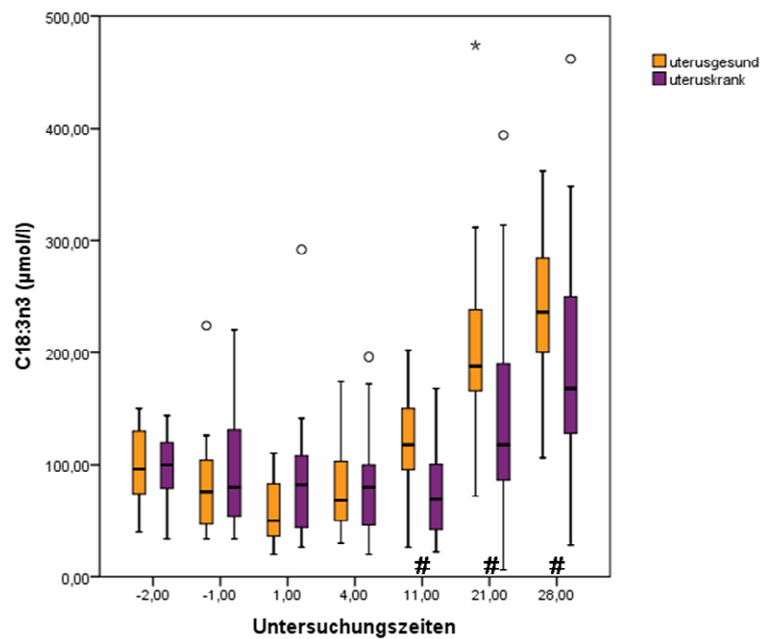 500,00
400,00
300,00
200,00
100,00
0,00
C18:3n3 (µmol/l)
# # #
-2,00 -1,00 1,00 4,00 11,00 21,00 28,00
Untersuchungszeiten
uterusgesund
uteruskrank